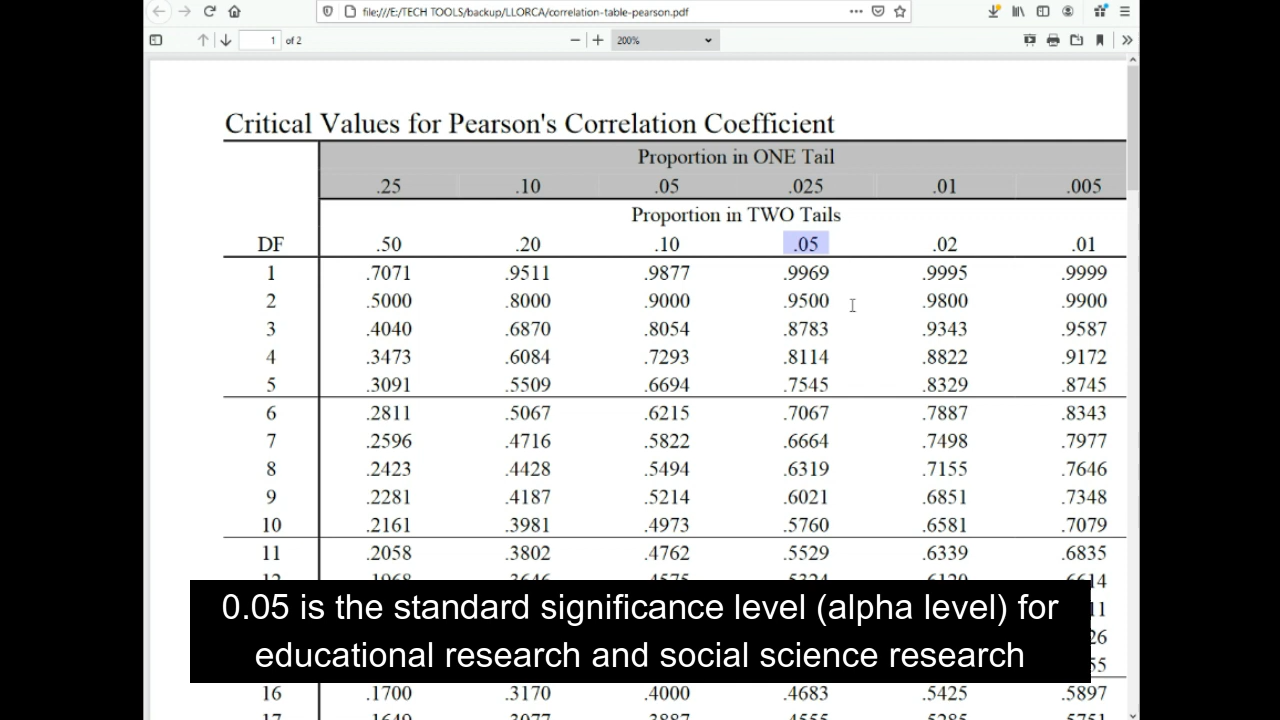 file:///E:/TECH TOOLS/backup/LLORCA/correlation-table-pearson.pdf
1 of 2 200%
Critical Values for Pearson's Correlation Coefficient
Proportion in ONE Tail
.25 .10 .05 .025 .01 .005
Proportion in TWO Tails
DF .50 .20 .10 .05 .02 .01
1 .7071 .9511 .9877 .9969 .9995 .9999
2 .5000 .8000 .9000 .9500 .9800 .9900
3 .4040 .6870 .8054 .8783 .9343 .9587
4 .3473 .6084 .7293 .8114 .8822 .9172
5 .3091 .5509 .6694 .7545 .8329 .8745
6 .2811 .5067 .6215 .7067 .7887 .8343
7 .2596 .4716 .5822 .6664 .7498 .7977
8 .2423 .4428 .5494 .6319 .7155 .7646
9 .2281 .4187 .5214 .6021 .6851 .7348
10 .2161 .3981 .4973 .5760 .6581 .7079
11 .2058 .3802 .4762 .5529 .6339 .6835
0.05 is the standard significance level (alpha level) for
educational research and social science research
16 .1700 .3170 .4000 .4683 .5425 .5897